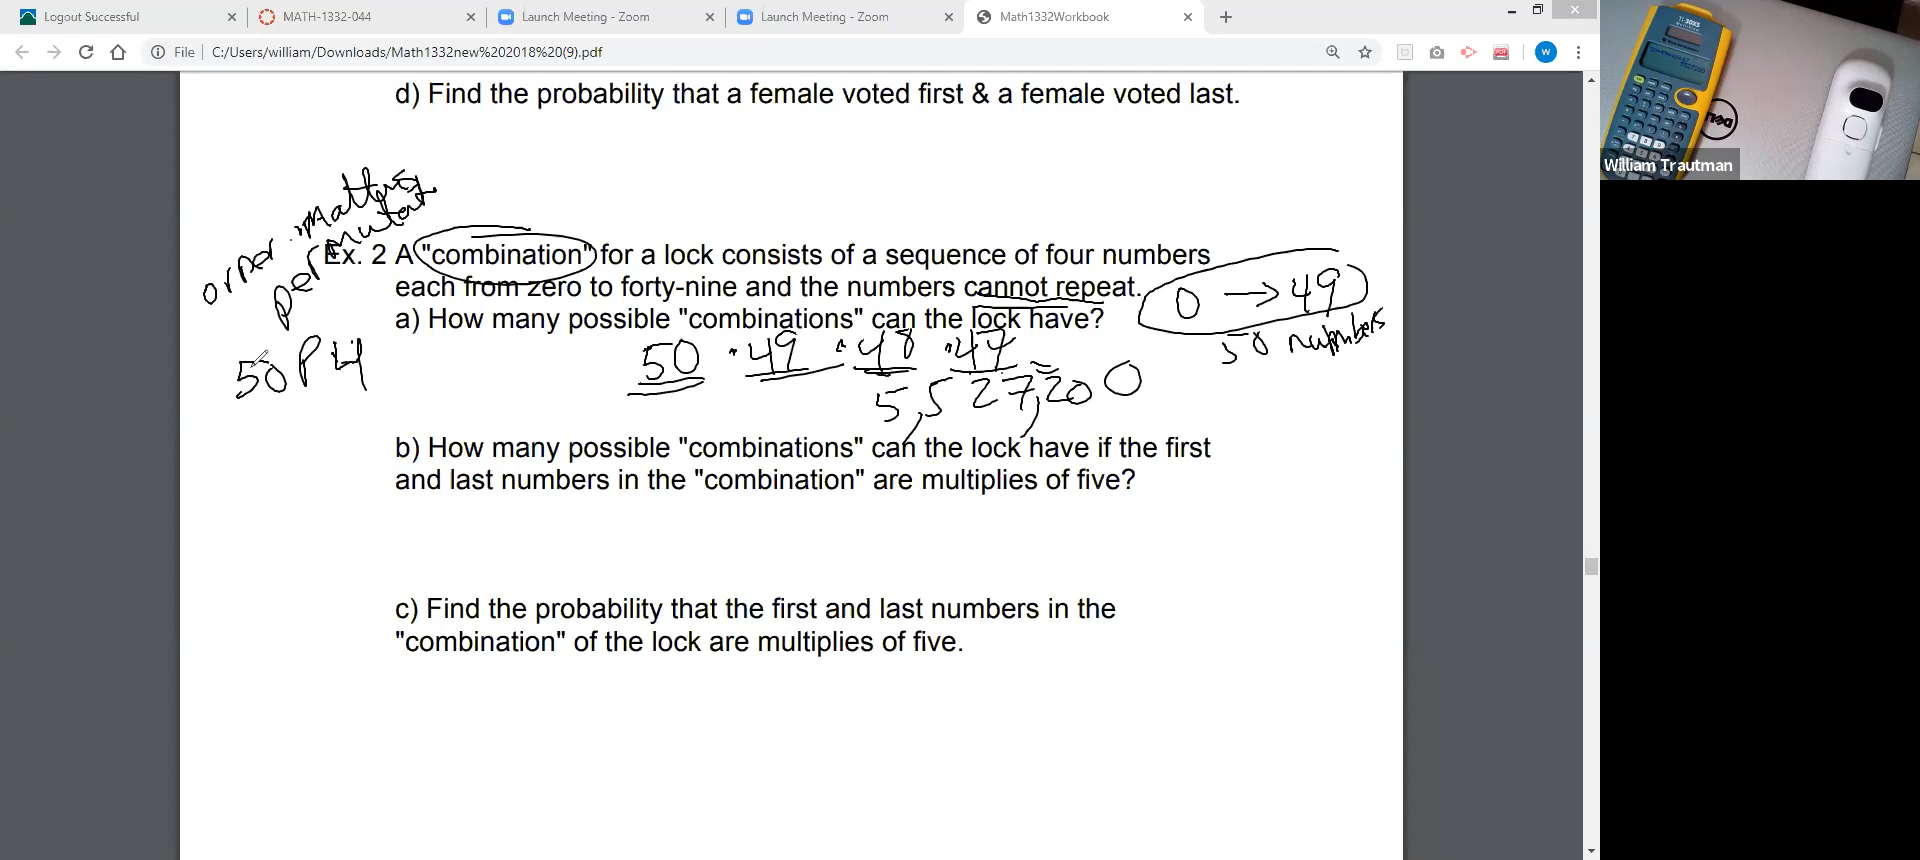 Logout Successful
MATH-1332-044
Launch Meeting - Zoom
Launch Meeting - Zoom
Math1332Workbook
File C:/Users/william/Downloads/Math1332new%202018%20(9).pdf
W
TI-30XS
DELL
William Trautman
d) Find the probability that a female voted first & a female voted last.
order matters
permutat
Ex. 2 A "combination" for a lock consists of a sequence of four numbers
each from zero to forty-nine and the numbers cannot repeat.
0 → 49
50 numbers
a) How many possible "combinations" can the lock have?
50 P 4
50 · 49 · 48 · 47 =
5,527,200
b) How many possible "combinations" can the lock have if the first
and last numbers in the "combination" are multiplies of five?
c) Find the probability that the first and last numbers in the
"combination" of the lock are multiplies of five.